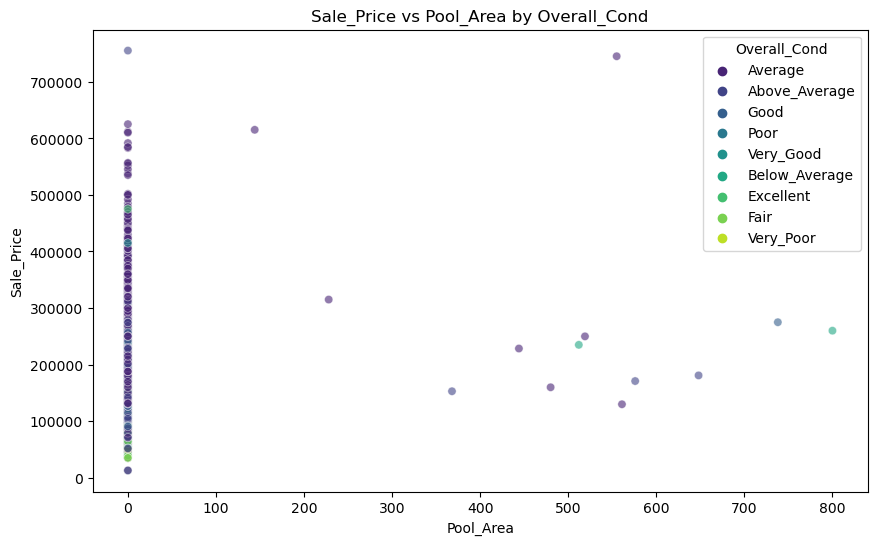 Sale_Price vs Pool_Area by Overall_Cond
Overall_Cond
Average
Above_Average
Good
Poor
Very_Good
Below_Average
Excellent
Fair
Very_Poor
Sale_Price
700000
600000
500000
400000
300000
200000
100000
0
0 100 200 300 400 500 600 700 800
Pool_Area